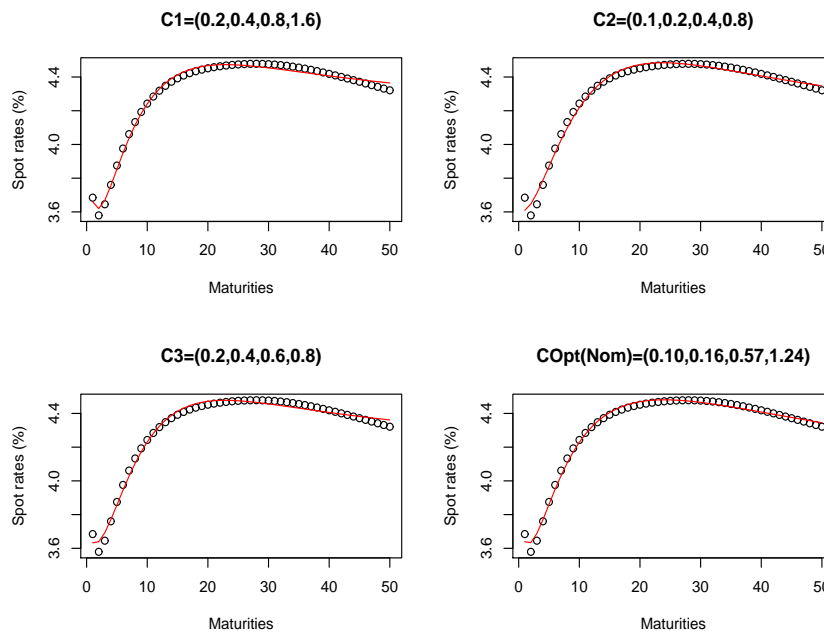 C1=(0.2,0.4,0.8,1.6)
Spot rates (%)
3.6 4.0 4.4
0 10 20 30 40 50
Maturities
C2=(0.1,0.2,0.4,0.8)
Spot rates (%)
3.6 4.0 4.4
0 10 20 30 40 50
Maturities
C3=(0.2,0.4,0.6,0.8)
Spot rates (%)
3.6 4.0 4.4
0 10 20 30 40 50
Maturities
COpt(Nom)=(0.10,0.16,0.57,1.24)
Spot rates (%)
3.6 4.0 4.4
0 10 20 30 40 50
Maturities